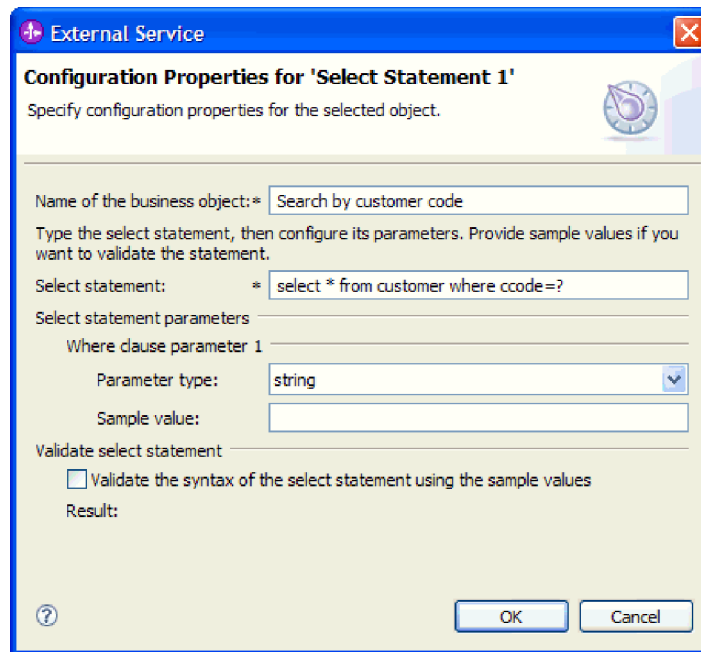 External Service
Configuration Properties for 'Select Statement 1'
Specify configuration properties for the selected object.
Name of the business object:* Search by customer code
Type the select statement, then configure its parameters. Provide sample values if you
want to validate the statement.
Select statement: * select * from customer where ccode=?
Select statement parameters
Where clause parameter 1
Parameter type: string
Sample value:
Validate select statement
Validate the syntax of the select statement using the sample values
Result:
? OK Cancel